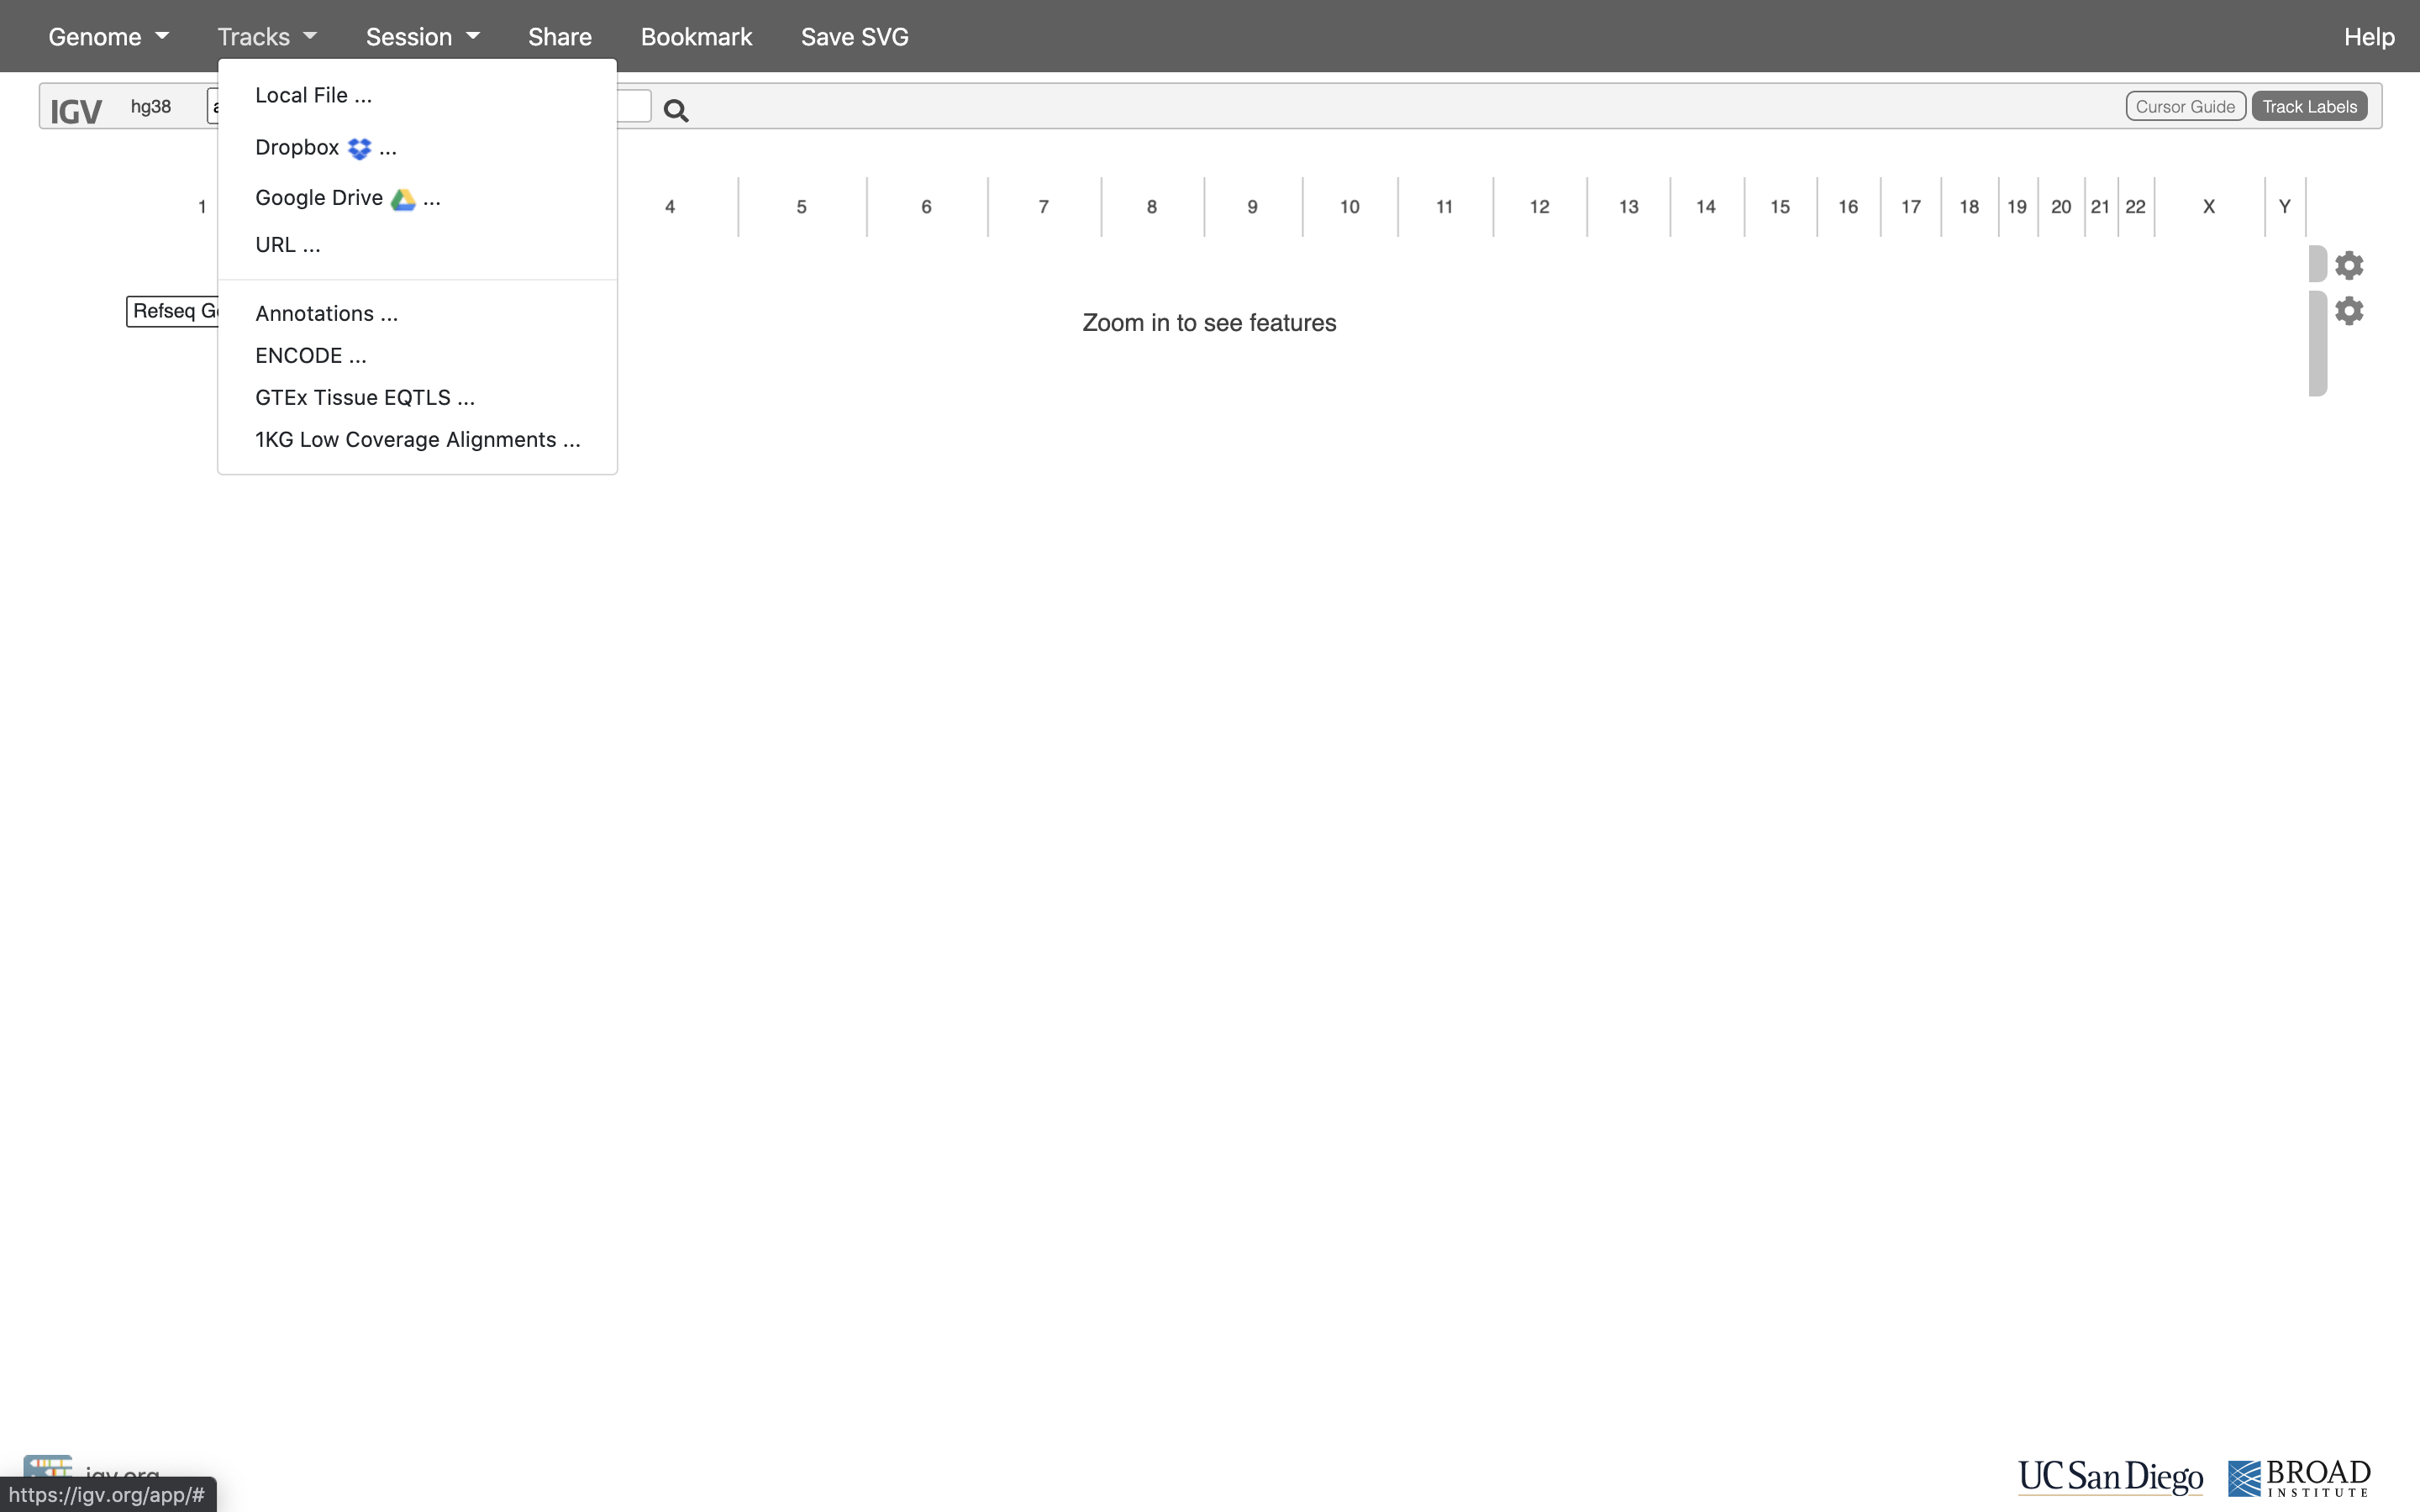 Genome Tracks Session Share Bookmark Save SVG Help
IGV hg38 a Cursor Guide Track Labels
Local File ...
Dropbox ...
Google Drive ...
URL ...
Annotations ...
ENCODE ...
GTEx Tissue EQTLS ...
1KG Low Coverage Alignments ...
1 4 5 6 7 8 9 10 11 12 13 14 15 16 17 18 19 20 21 22 X Y
Refseq Ge
Zoom in to see features
igv.org
https://igv.org/app/#
UC San Diego
BROAD
INSTITUTE